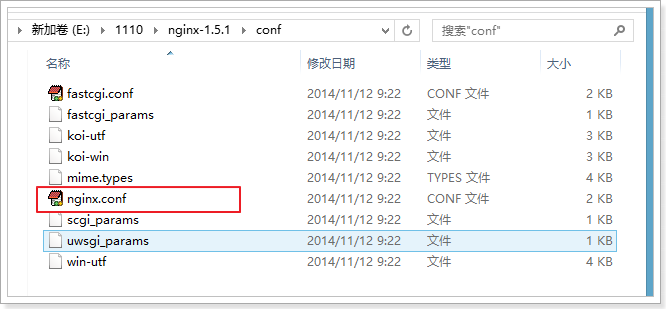 新加卷 (E:) 1110 nginx-1.5.1 conf 搜索"conf"
名称 修改日期 类型 大小
fastcgi.conf 2014/11/12 9:22 CONF 文件 2 KB
fastcgi_params 2014/11/12 9:22 文件 1 KB
koi-utf 2014/11/12 9:22 文件 3 KB
koi-win 2014/11/12 9:22 文件 3 KB
mime.types 2014/11/12 9:22 TYPES 文件 4 KB
nginx.conf 2014/11/12 9:22 CONF 文件 2 KB
scgi_params 2014/11/12 9:22 文件 1 KB
uwsgi_params 2014/11/12 9:22 文件 1 KB
win-utf 2014/11/12 9:22 文件 4 KB